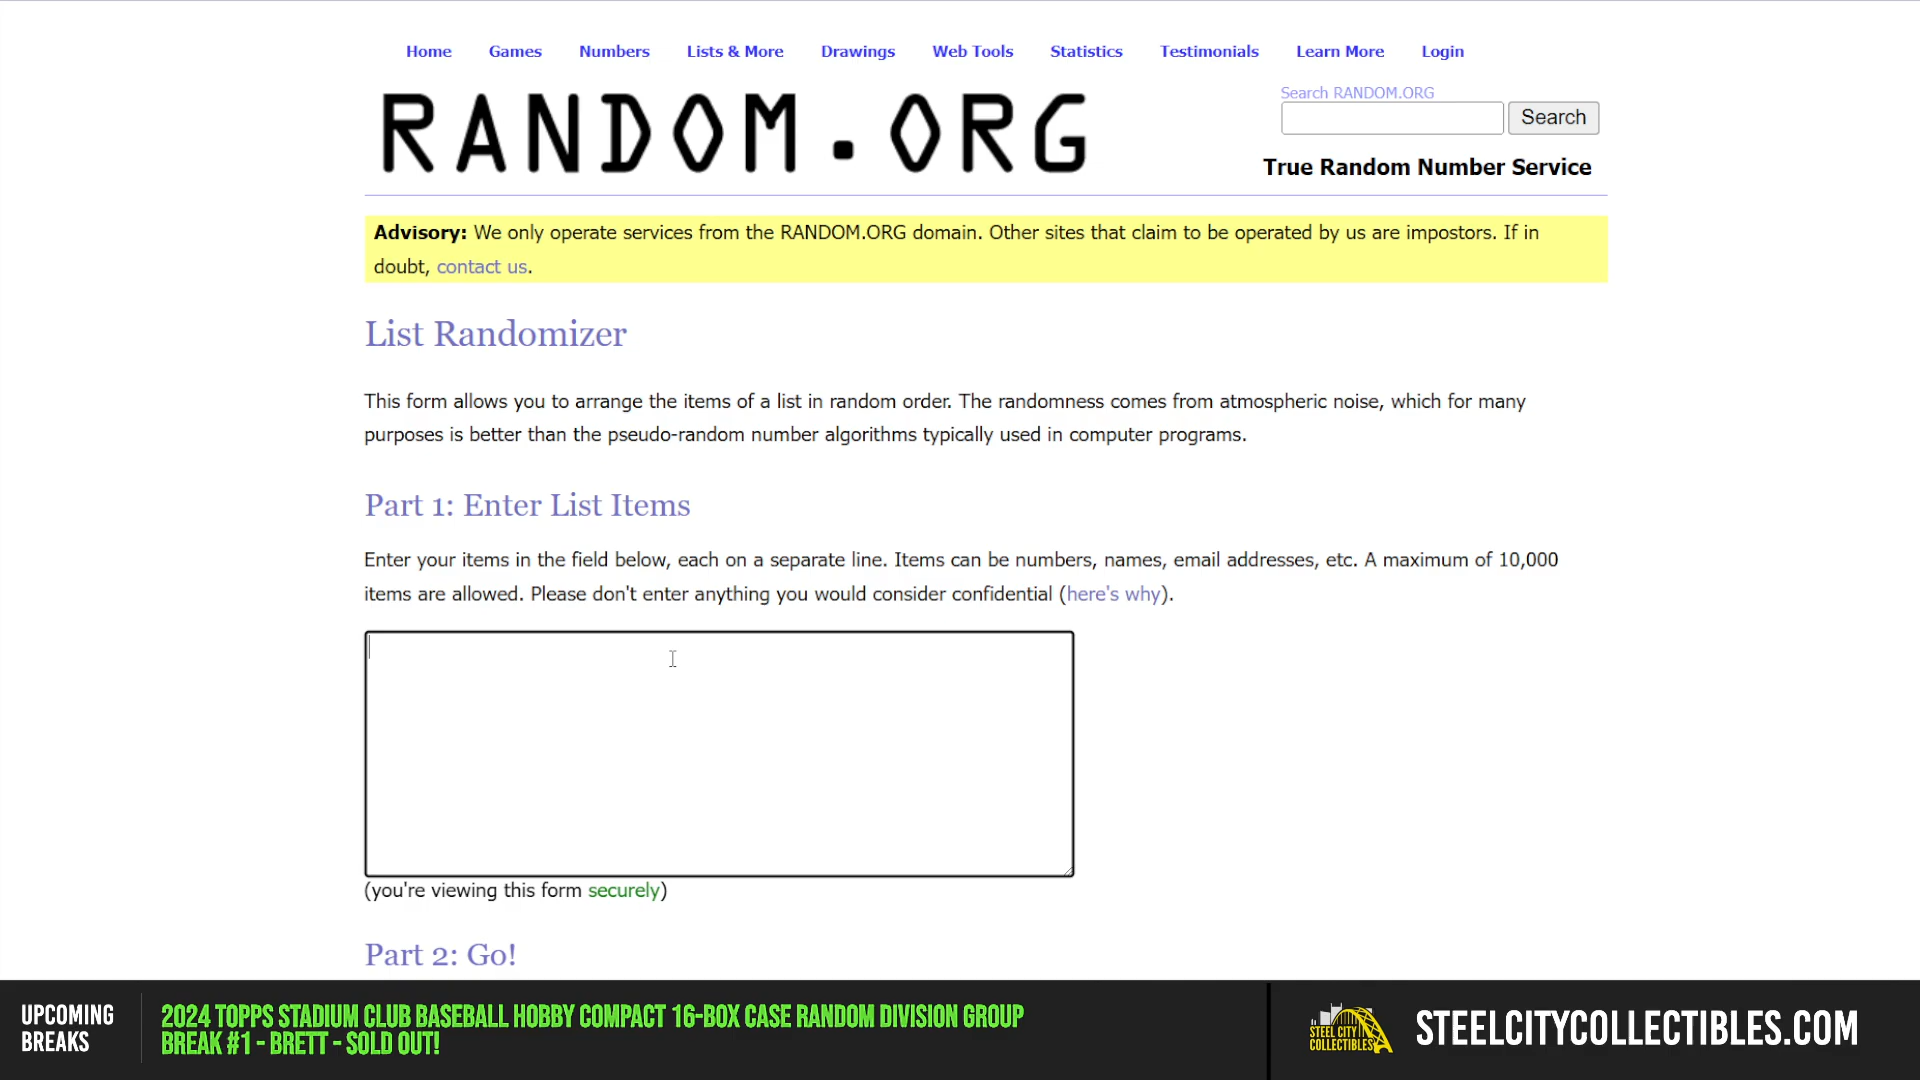 Home Games Numbers Lists & More Drawings Web Tools Statistics Testimonials Learn More Login
RANDOM.ORG
Search RANDOM.ORG
Search
True Random Number Service
Advisory: We only operate services from the RANDOM.ORG domain. Other sites that claim to be operated by us are impostors. If in
doubt, contact us.
List Randomizer
This form allows you to arrange the items of a list in random order. The randomness comes from atmospheric noise, which for many
purposes is better than the pseudo-random number algorithms typically used in computer programs.
Part 1: Enter List Items
Enter your items in the field below, each on a separate line. Items can be numbers, names, email addresses, etc. A maximum of 10,000
items are allowed. Please don't enter anything you would consider confidential (here's why).
(you're viewing this form securely)
Part 2: Go!
UPCOMING
BREAKS
2024 TOPPS STADIUM CLUB BASEBALL HOBBY COMPACT 16-BOX CASE RANDOM DIVISION GROUP
BREAK #1 - BRETT - SOLD OUT!
STEEL CITY
COLLECTIBLES
STEELCITYCOLLECTIBLES.COM